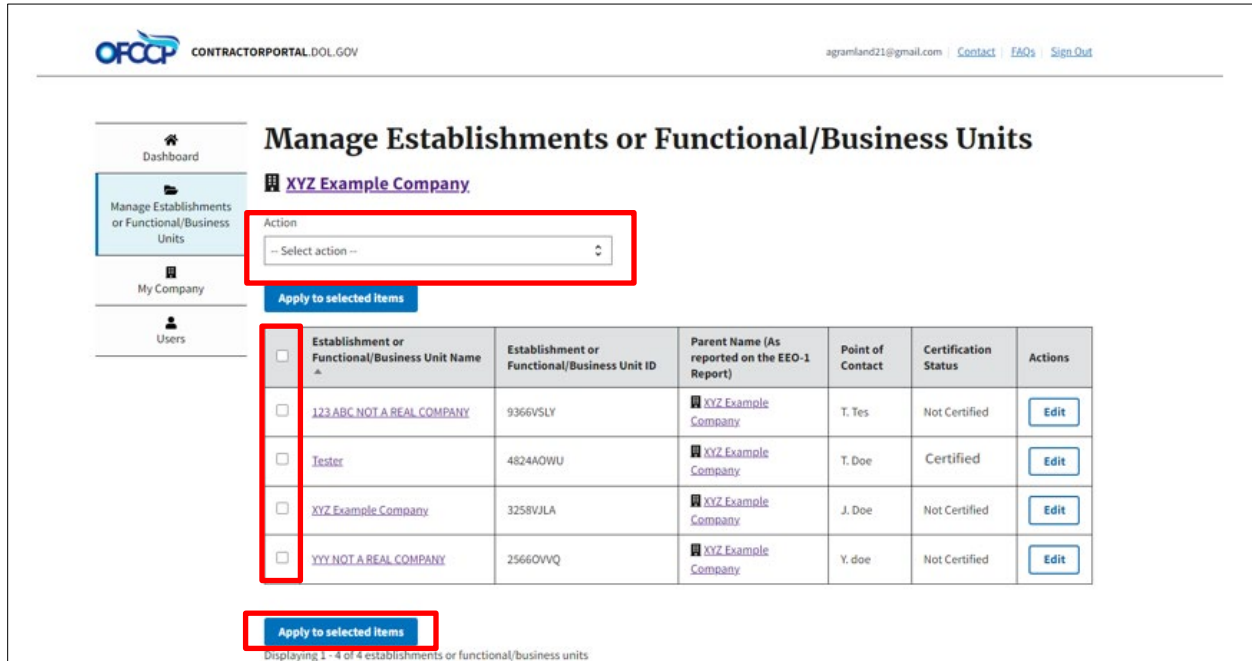 OFCCP CONTRACTORPORTAL.DOL.GOV
agramland21@gmail.com Contact FAQs Sign Out
Dashboard
Manage Establishments
or Functional/Business
Units
My Company
Users
Manage Establishments or Functional/Business Units
XYZ Example Company
Action
-- Select action --
Apply to selected items
Establishment or
Functional/Business Unit Name
Establishment or
Functional/Business Unit ID
Parent Name (As
reported on the EEO-1
Report)
Point of
Contact
Certification
Status
Actions
123 ABC NOT A REAL COMPANY
9366VSLY
XYZ Example
Company
T. Tes
Not Certified
Edit
Tester
4824AOWU
XYZ Example
Company
T. Doe
Certified
Edit
XYZ Example Company
3258VJLA
XYZ Example
Company
J. Doe
Not Certified
Edit
YYY NOT A REAL COMPANY
2566OVVQ
XYZ Example
Company
Y. doe
Not Certified
Edit
Apply to selected items
Displaying 1 - 4 of 4 establishments or functional/business units